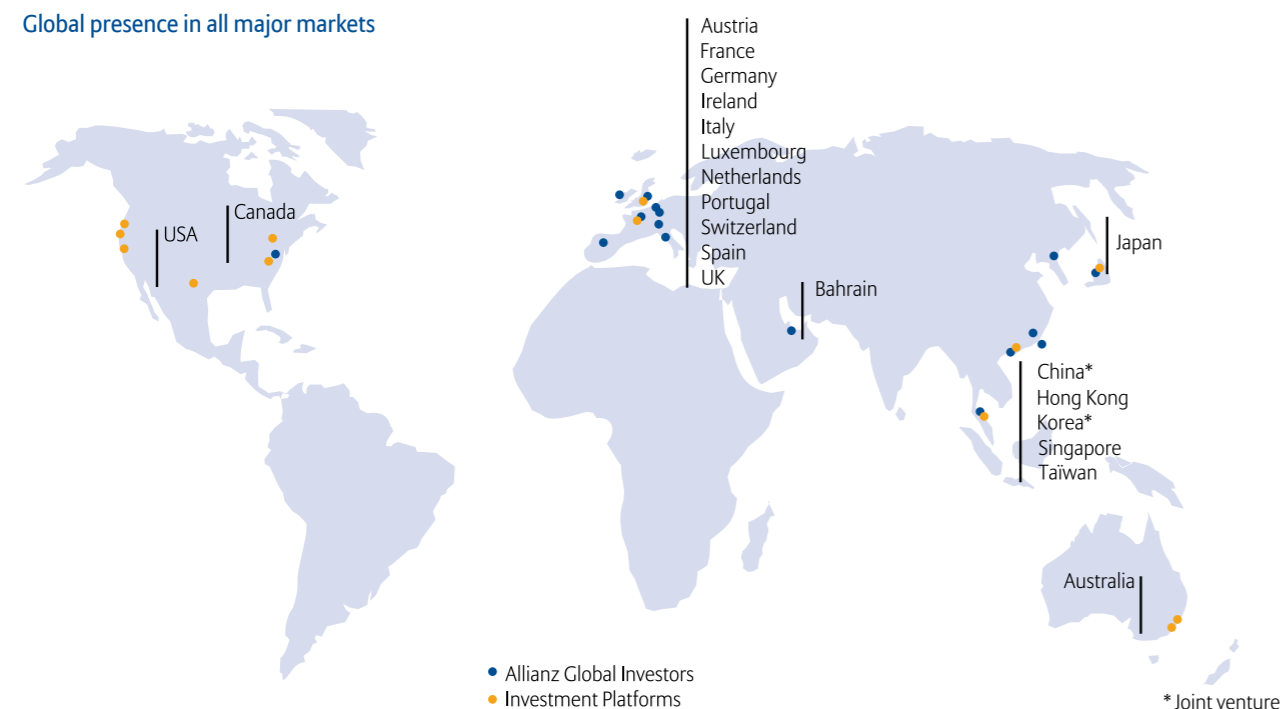 Global presence in all major markets
Austria
France
Germany
Ireland
Italy
Luxembourg
Netherlands
Portugal
Switzerland
Spain
UK
Canada
USA
Japan
Bahrain
China*
Hong Kong
Korea*
Singapore
Taïwan
Australia
Allianz Global Investors
Investment Platforms
* Joint venture